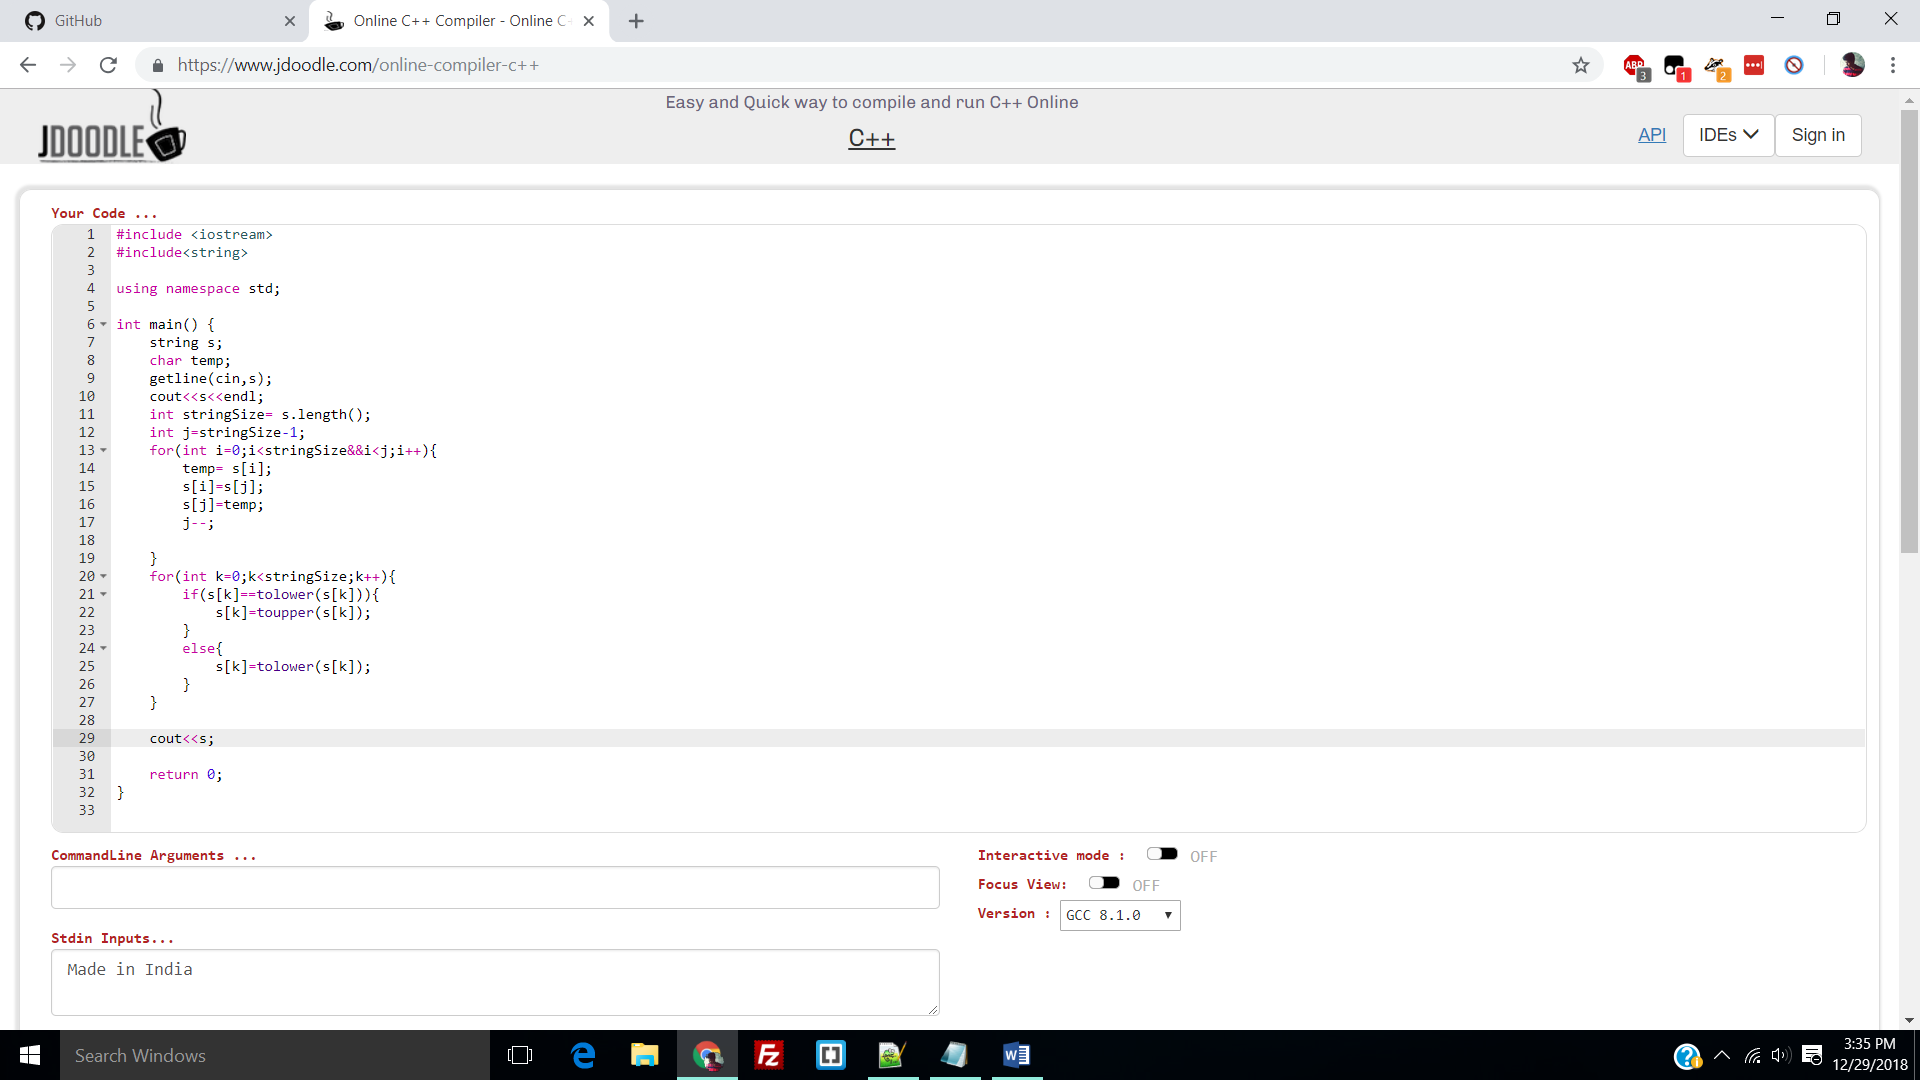 GitHub
Online C++ Compiler - Online C
https://www.jdoodle.com/online-compiler-c++
ABP 3 1 2
JDOODLE
Easy and Quick way to compile and run C++ Online
C++
API
IDEs
Sign in
Your Code ...
1 #include <iostream>
2 #include<string>
3
4 using namespace std;
5
6 int main() {
7 string s;
8 char temp;
9 getline(cin,s);
10 cout<<s<<endl;
11 int stringSize= s.length();
12 int j=stringSize-1;
13 for(int i=0;i<stringSize&&i<j;i++){
14 temp= s[i];
15 s[i]=s[j];
16 s[j]=temp;
17 j--;
18
19 }
20 for(int k=0;k<stringSize;k++){
21 if(s[k]==tolower(s[k])){
22 s[k]=toupper(s[k]);
23 }
24 else{
25 s[k]=tolower(s[k]);
26 }
27 }
28
29 cout<<s;
30
31 return 0;
32 }
33
CommandLine Arguments ...
Interactive mode : OFF
Focus View: OFF
Version : GCC 8.1.0
Stdin Inputs...
Made in India
Search Windows
3:35 PM
12/29/2018